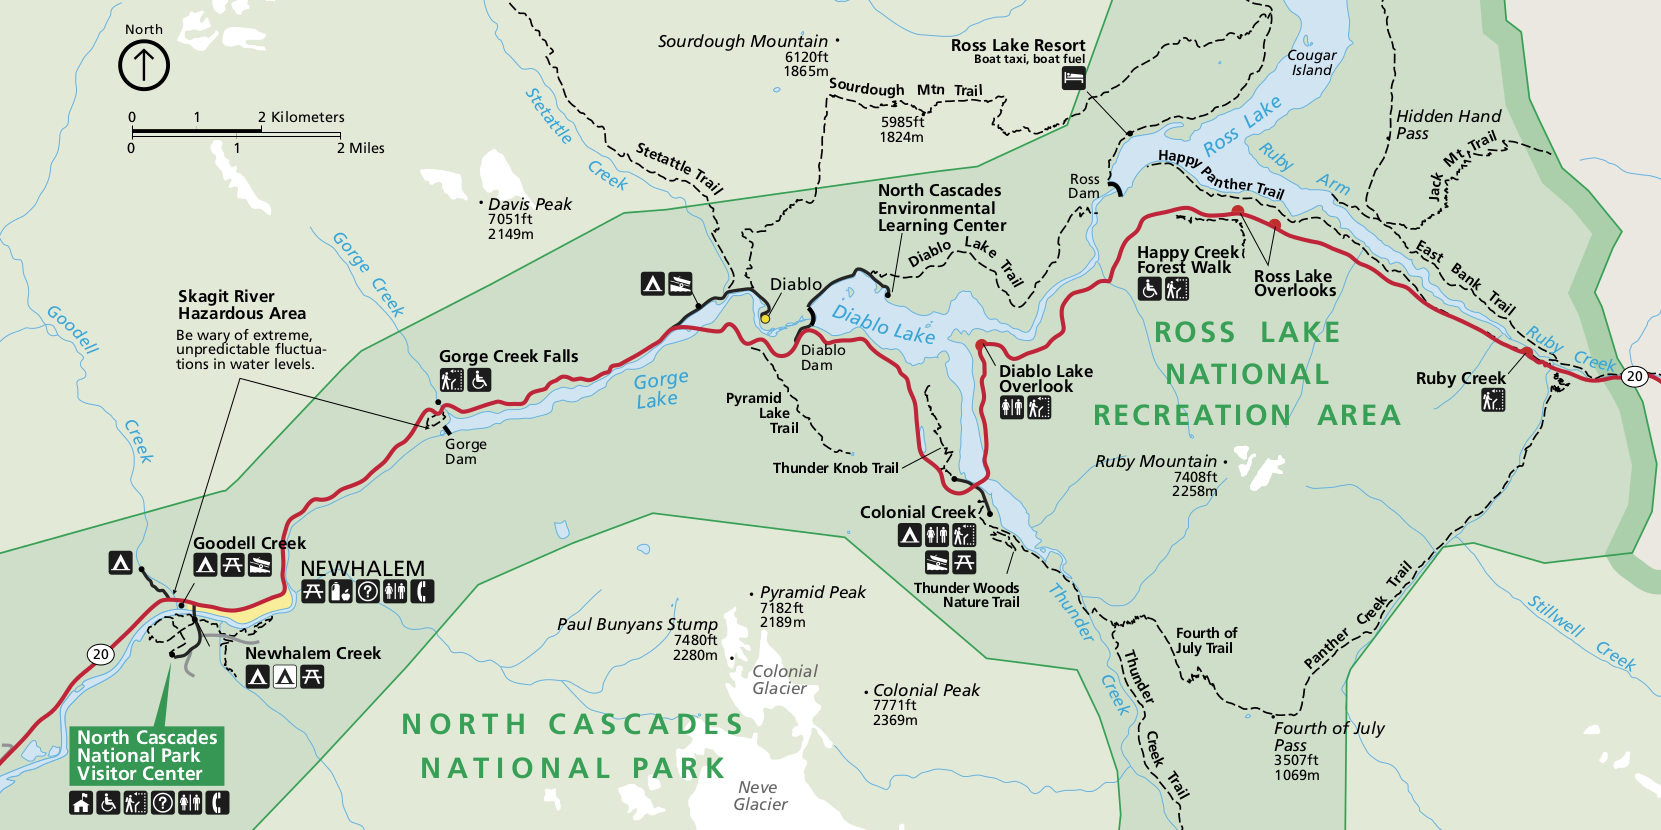 North
0 1 2 Kilometers
0 1 2 Miles
Sourdough Mountain
6120ft
1865m
Ross Lake Resort
Boat taxi, boat fuel
Cougar
Island
Sourdough Mtn Trail
5985ft
1824m
Stetattle
Creek
Stetattle Trail
Ross Lake
Ruby
Arm
Hidden Hand
Pass
Jack Mt Trail
Happy Panther Trail
Ross
Dam
Davis Peak
7051ft
2149m
North Cascades
Environmental
Learning Center
Diablo Lake Trail
Gorge Creek
Happy Creek
Forest Walk
Ross Lake
Overlooks
East Bank Trail
Ruby Creek
Goodell
Creek
Skagit River
Hazardous Area
Be wary of extreme,
unpredictable fluctua-
tions in water levels.
Diablo
Diablo Lake
Diablo
Dam
Gorge Creek Falls
Gorge
Lake
Gorge
Dam
Pyramid
Lake
Trail
Diablo Lake
Overlook
ROSS LAKE
NATIONAL
RECREATION AREA
Ruby Creek
20
Thunder Knob Trail
Ruby Mountain
7408ft
2258m
Colonial Creek
Thunder Woods
Nature Trail
Goodell Creek
NEWHALEM
Newhalem Creek
20
North Cascades
National Park
Visitor Center
Pyramid Peak
7182ft
2189m
Paul Bunyans Stump
7480ft
2280m
Colonial
Glacier
Colonial Peak
7771ft
2369m
NORTH CASCADES
NATIONAL PARK
Neve
Glacier
Thunder
Creek
Thunder Creek Trail
Fourth of
July Trail
Panther Creek Trail
Fourth of July
Pass
3507ft
1069m
Stillwell Creek